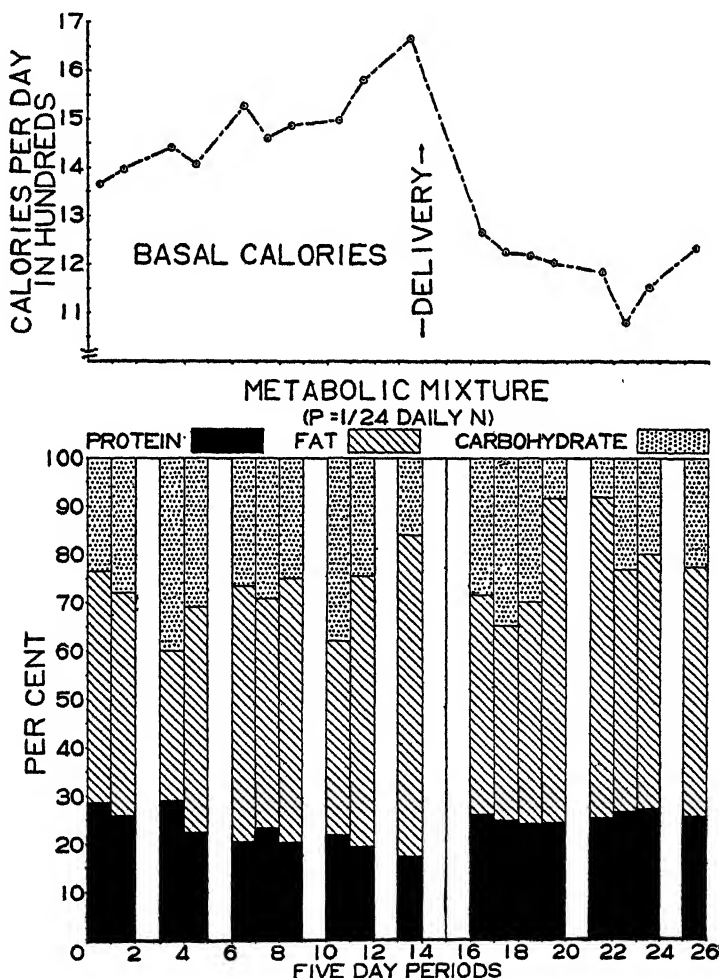 17
16
15
14
13
12
11
CALORIES PER DAY
IN HUNDREDS
BASAL CALORIES
DELIVERY
METABOLIC MIXTURE
(P=1/24 DAILY N)
PROTEIN FAT CARBOHYDRATE
100
90
80
70
60
50
40
30
20
10
PER CENT
0 2 4 6 8 10 12 14 16 18 20 22 24 26
FIVE DAY PERIODS